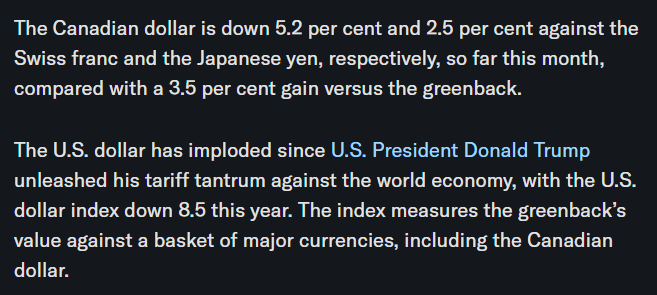 The Canadian dollar is down 5.2 per cent and 2.5 per cent against the
Swiss franc and the Japanese yen, respectively, so far this month,
compared with a 3.5 per cent gain versus the greenback.
The U.S. dollar has imploded since U.S. President Donald Trump
unleashed his tariff tantrum against the world economy, with the U.S.
dollar index down 8.5 this year. The index measures the greenback’s
value against a basket of major currencies, including the Canadian
dollar.